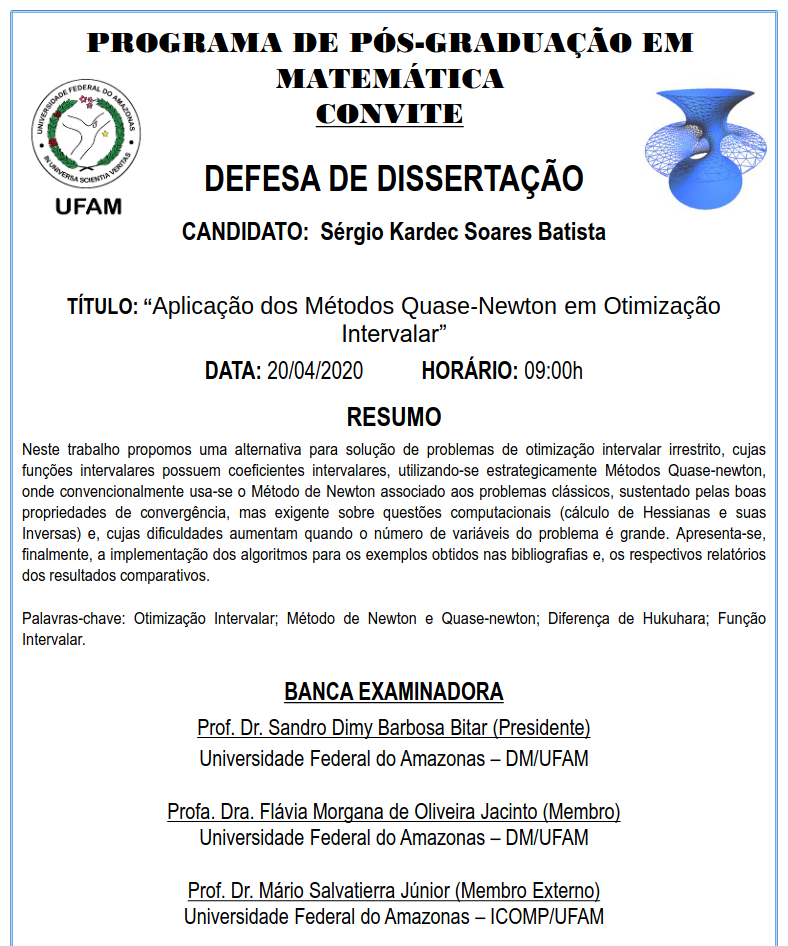 PROGRAMA DE PÓS-GRADUAÇÃO EM
MATEMÁTICA
CONVITE
UNIVERSIDADE FEDERAL DO AMAZONAS
IN UNIVERSA SCIENTIA VERITAS
UFAM
DEFESA DE DISSERTAÇÃO
CANDIDATO: Sérgio Kardec Soares Batista
TÍTULO: “Aplicação dos Métodos Quase-Newton em Otimização
Intervalar”
DATA: 20/04/2020 HORÁRIO: 09:00h
RESUMO
Neste trabalho propomos uma alternativa para solução de problemas de otimização intervalar irrestrito, cujas
funções intervalares possuem coeficientes intervalares, utilizando-se estrategicamente Métodos Quase-newton,
onde convencionalmente usa-se o Método de Newton associado aos problemas clássicos, sustentado pelas boas
propriedades de convergência, mas exigente sobre questões computacionais (cálculo de Hessianas e suas
Inversas) e, cujas dificuldades aumentam quando o número de variáveis do problema é grande. Apresenta-se,
finalmente, a implementação dos algoritmos para os exemplos obtidos nas bibliografias e, os respectivos relatórios
dos resultados comparativos.
Palavras-chave: Otimização Intervalar; Método de Newton e Quase-newton; Diferença de Hukuhara; Função
Intervalar.
BANCA EXAMINADORA
Prof. Dr. Sandro Dimy Barbosa Bitar (Presidente)
Universidade Federal do Amazonas – DM/UFAM
Profa. Dra. Flávia Morgana de Oliveira Jacinto (Membro)
Universidade Federal do Amazonas – DM/UFAM
Prof. Dr. Mário Salvatierra Júnior (Membro Externo)
Universidade Federal do Amazonas – ICOMP/UFAM